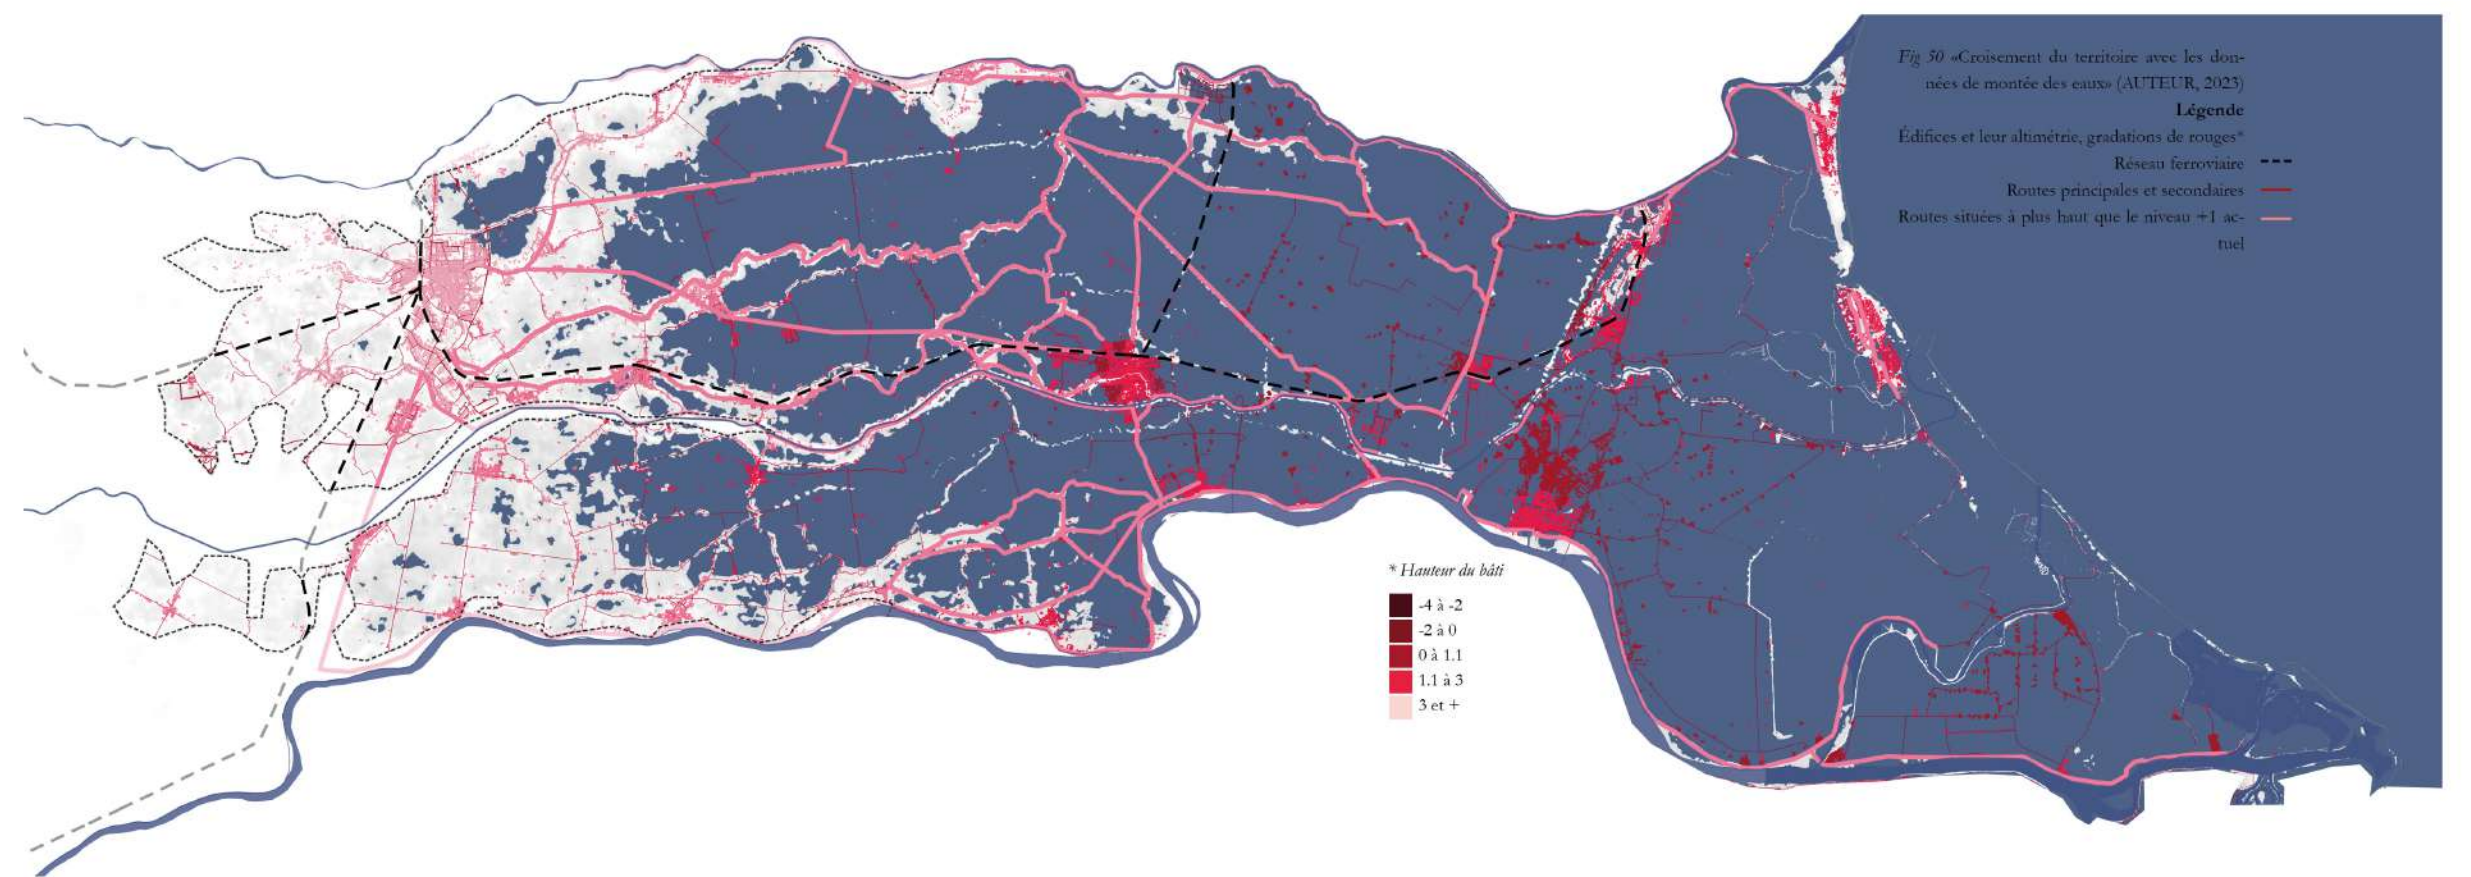 Fig 50 «Croisement du territoire avec les don-
nées de montée des eaux» (AUTEUR, 2023)
Légende
Édifices et leur altimétrie, gradations de rouges*
Réseau ferroviaire
Routes principales et secondaires
Routes situées à plus haut que le niveau +1 ac-
tuel
* Hauteur du bâti
-4 à -2
-2 à 0
0 à 1.1
1.1 à 3
3 et +